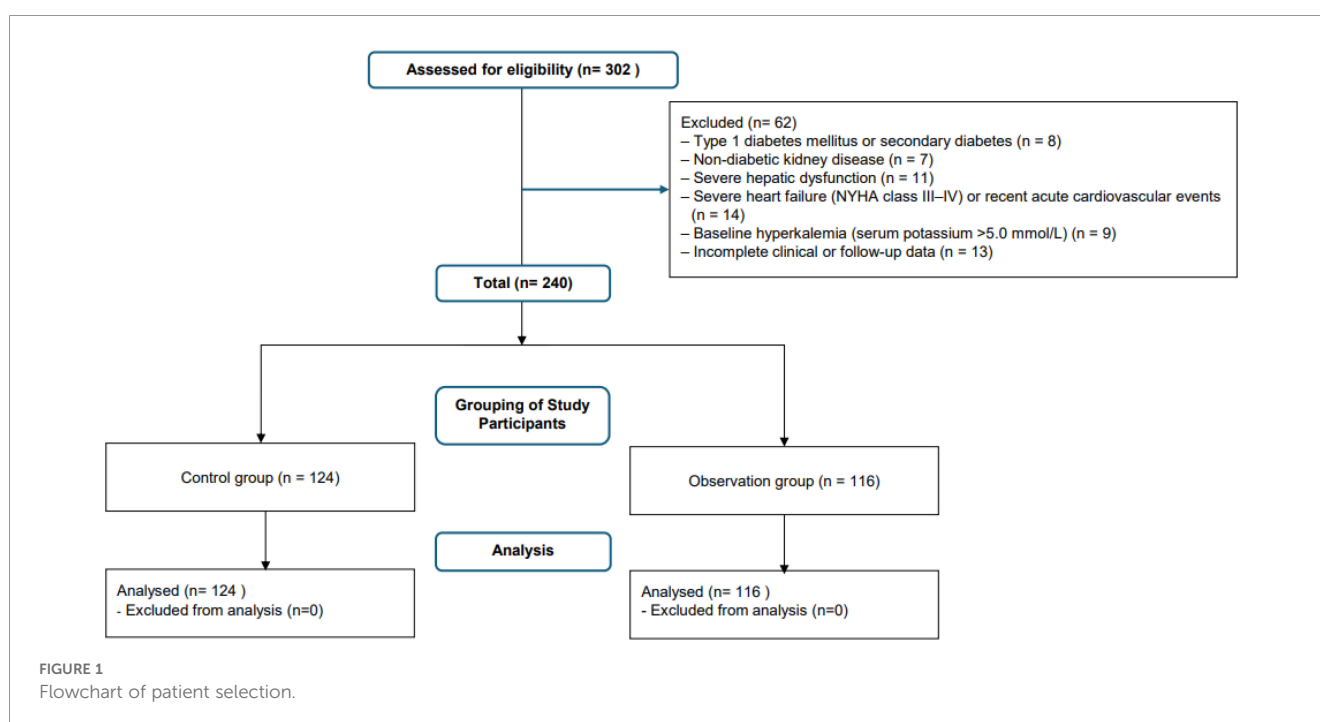 Assessed for eligibility (n= 302 )
Excluded (n= 62)
– Type 1 diabetes mellitus or secondary diabetes (n = 8)
– Non-diabetic kidney disease (n = 7)
– Severe hepatic dysfunction (n = 11)
– Severe heart failure (NYHA class III–IV) or recent acute cardiovascular events
(n = 14)
– Baseline hyperkalemia (serum potassium >5.0 mmol/L) (n = 9)
– Incomplete clinical or follow-up data (n = 13)
Total (n= 240)
Grouping of Study
Participants
Control group (n = 124)
Observation group (n = 116)
Analysis
Analysed (n= 124 )
- Excluded from analysis (n=0)
Analysed (n= 116 )
- Excluded from analysis (n=0)
FIGURE 1
Flowchart of patient selection.